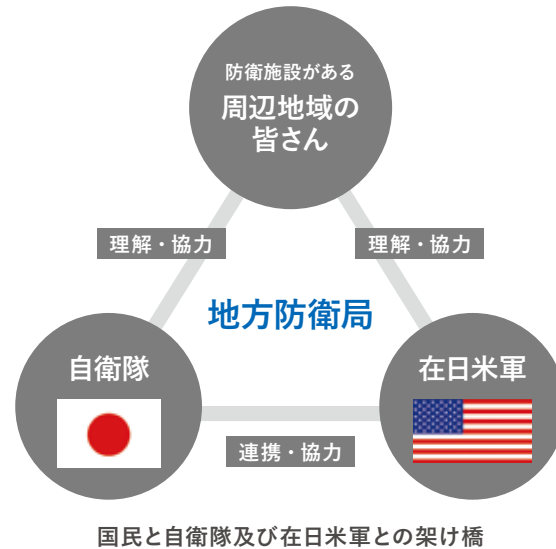 防衛施設がある
周辺地域の
皆さん
理解・協力
理解・協力
地方防衛局
自衛隊
在日米軍
連携・協力
国民と自衛隊及び在日米軍との架け橋